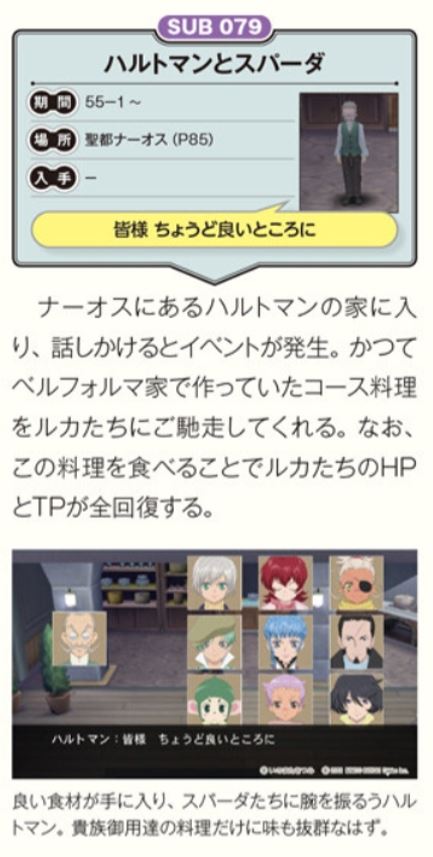 SUB 079
ハルトマンとスパーダ
期間 55−1～
場所 聖都ナーオス（P85）
入手 −
皆様 ちょうど良いところに
ナーオスにあるハルトマンの家に入
り、話しかけるとイベントが発生。かつて
ベルフォルマ家で作っていたコース料理
をルカたちにご馳走してくれる。なお、
この料理を食べることでルカたちのHP
とTPが全回復する。
ハルトマン：皆様　ちょうど良いところに
良い食材が手に入り、スパーダたちに腕を振るうハル
トマン。貴族御用達の料理だけに味も抜群なはず。